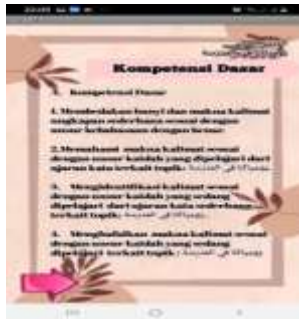 Kompetensi Dasar
Kompetensi Dasar
1. Membedakan bunyi dan makna kalimat
ungkapan sederhana sesuai dengan
unsur kebahasaan dengan benar.
2. Memahami makna kalimat sesuai
dengan unsur kaidah yang dipelajari dari
ujaran kata terkait topik:
3. Mengidentifikasi kalimat sesuai
dengan unsur kaidah yang sedang
dipelajari dari ujaran kata sederhana
terkait topik:
4. Menghafalkan makna kalimat sesuai
dengan unsur kaidah yang sedang
dipelajari terkait topik: